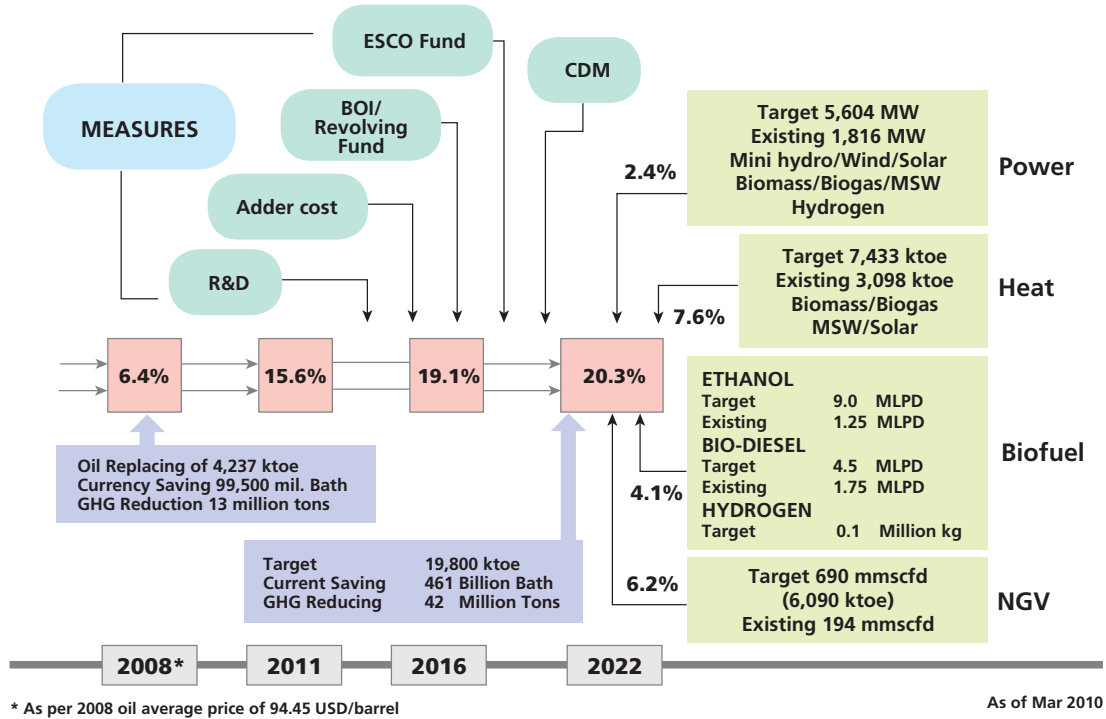 ESCO Fund
CDM
MEASURES
BOI/
Revolving
Fund
Adder cost
R&D
Target 5,604 MW
Existing 1,816 MW
Mini hydro/Wind/Solar
Biomass/Biogas/MSW
Hydrogen
Power
2.4%
Target 7,433 ktoe
Existing 3,098 ktoe
Biomass/Biogas
MSW/Solar
Heat
7.6%
6.4%
15.6%
19.1%
20.3%
ETHANOL
Target 9.0 MLPD
Existing 1.25 MLPD
BIO-DIESEL
Target 4.5 MLPD
Existing 1.75 MLPD
HYDROGEN
Target 0.1 Million kg
Biofuel
4.1%
Oil Replacing of 4,237 ktoe
Currency Saving 99,500 mil. Bath
GHG Reduction 13 million tons
Target 19,800 ktoe
Current Saving 461 Billion Bath
GHG Reducing 42 Million Tons
6.2%
Target 690 mmscfd
(6,090 ktoe)
Existing 194 mmscfd
NGV
2008*
2011
2016
2022
* As per 2008 oil average price of 94.45 USD/barrel
As of Mar 2010